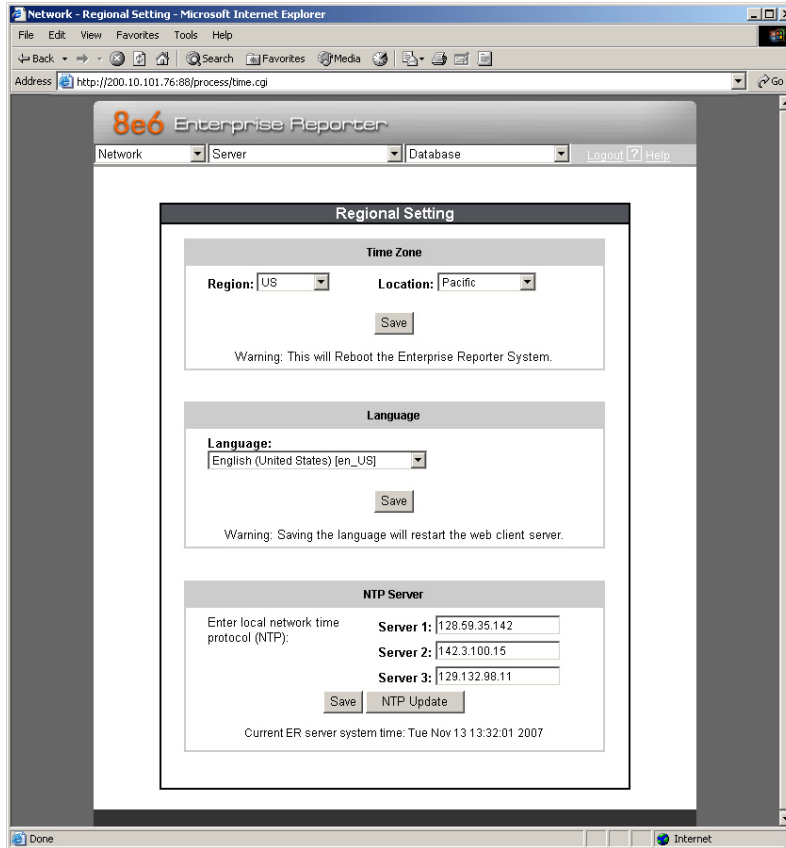 Network - Regional Setting - Microsoft Internet Explorer
File Edit View Favorites Tools Help
Back Search Favorites Media
Address http://200.10.101.76:88/process/time.cgi Go
8e6 Enterprise Reporter
Network Server Database Logout ? Help
Regional Setting
Time Zone
Region: US Location: Pacific
Save
Warning: This will Reboot the Enterprise Reporter System.
Language
Language:
English (United States) [en_US]
Save
Warning: Saving the language will restart the web client server.
NTP Server
Enter local network time
protocol (NTP):
Server 1: 128.59.35.142
Server 2: 142.3.100.15
Server 3: 129.132.98.11
Save NTP Update
Current ER server system time: Tue Nov 13 13:32:01 2007
Done Internet